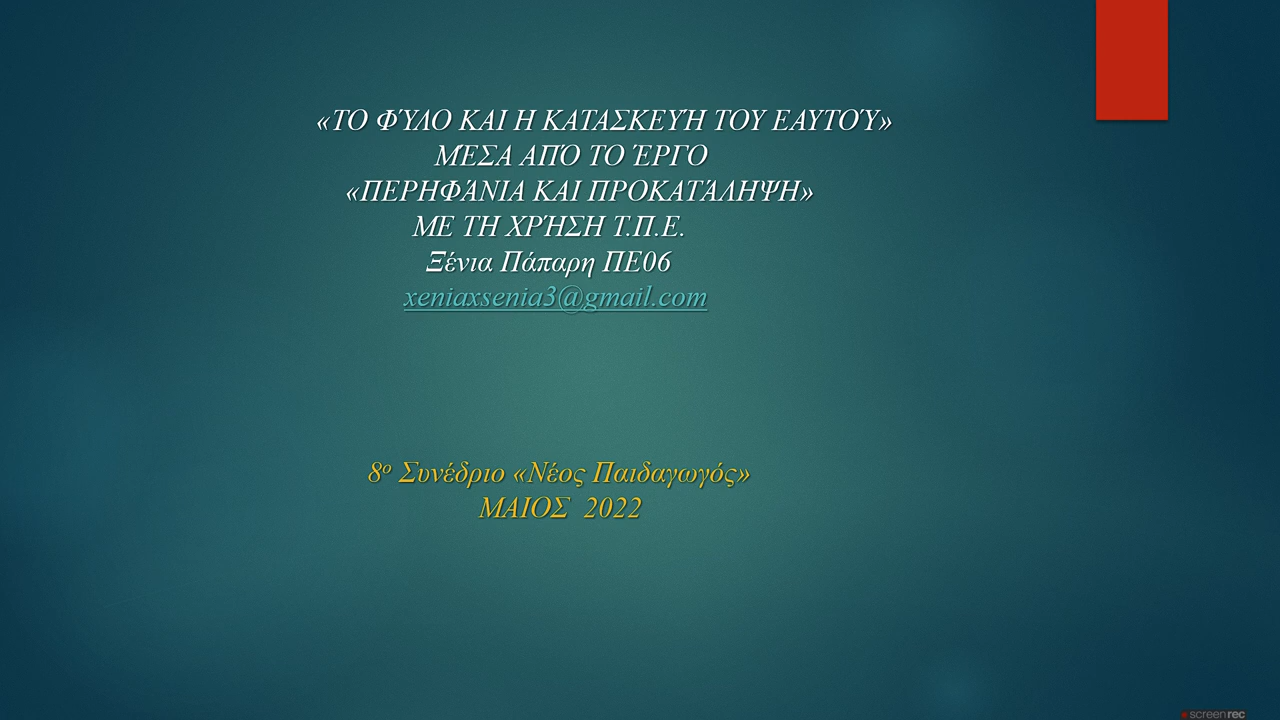 «ΤΟ ΦΎΛΟ ΚΑΙ Η ΚΑΤΑΣΚΕΥΉ ΤΟΥ ΕΑΥΤΟΎ»
ΜΈΣΑ ΑΠΌ ΤΟ ΈΡΓΟ
«ΠΕΡΗΦΆΝΙΑ ΚΑΙ ΠΡΟΚΑΤΆΛΗΨΗ»
ΜΕ ΤΗ ΧΡΉΣΗ Τ.Π.Ε.
Ξένια Πάπαρη ΠΕ06
xeniaxsenia3@gmail.com
8ο Συνέδριο «Νέος Παιδαγωγός»
ΜΑΙΟΣ 2022
screenrec